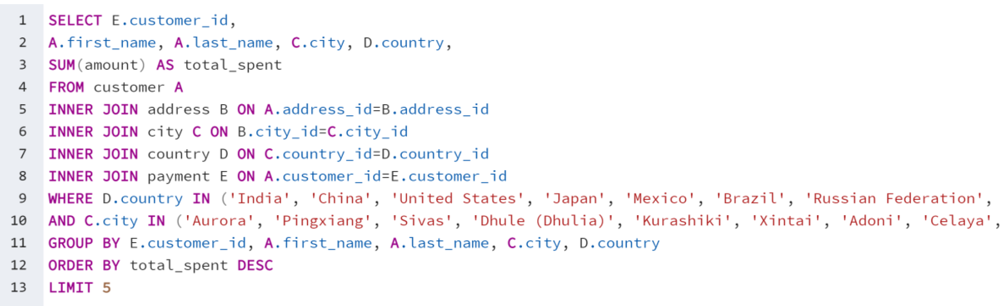 1 SELECT E.customer_id,
2 A.first_name, A.last_name, C.city, D.country,
3 SUM(amount) AS total_spent
4 FROM customer A
5 INNER JOIN address B ON A.address_id=B.address_id
6 INNER JOIN city C ON B.city_id=C.city_id
7 INNER JOIN country D ON C.country_id=D.country_id
8 INNER JOIN payment E ON A.customer_id=E.customer_id
9 WHERE D.country IN ('India', 'China', 'United States', 'Japan', 'Mexico', 'Brazil', 'Russian Federation',
10 AND C.city IN ('Aurora', 'Pingxiang', 'Sivas', 'Dhule (Dhulia)', 'Kurashiki', 'Xintai', 'Adoni', 'Celaya',
11 GROUP BY E.customer_id, A.first_name, A.last_name, C.city, D.country
12 ORDER BY total_spent DESC
13 LIMIT 5